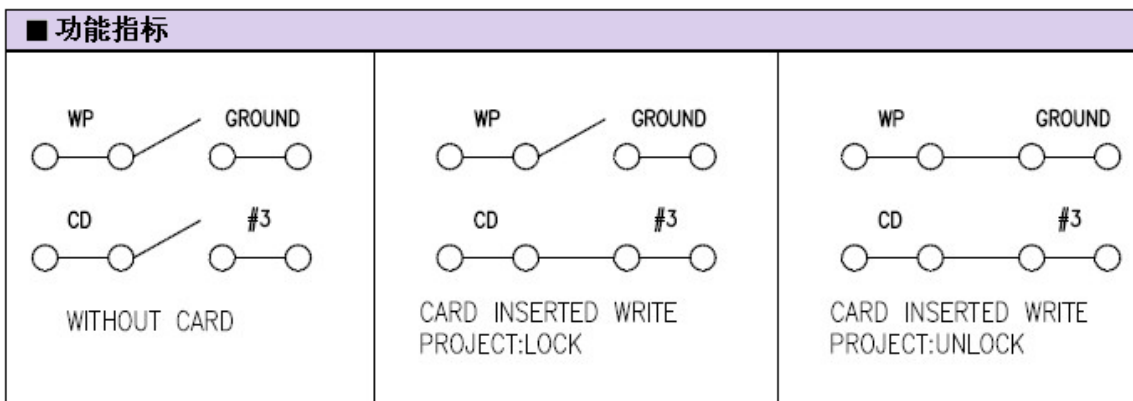 ■ 功能指标
WP GROUND
CD #3
WITHOUT CARD
WP GROUND
CD #3
CARD INSERTED WRITE
PROJECT:LOCK
WP GROUND
CD #3
CARD INSERTED WRITE
PROJECT:UNLOCK